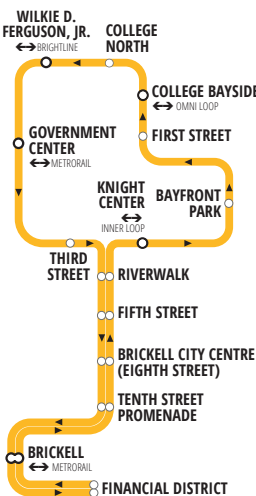 WILKIE D.
FERGUSON, JR.
BRIGHTLINE
COLLEGE
NORTH
COLLEGE BAYSIDE
OMNI LOOP
GOVERNMENT
CENTER
METRORAIL
FIRST STREET
KNIGHT
CENTER
INNER LOOP
BAYFRONT
PARK
THIRD
STREET
RIVERWALK
FIFTH STREET
BRICKELL CITY CENTRE
(EIGHTH STREET)
TENTH STREET
PROMENADE
BRICKELL
METRORAIL
FINANCIAL DISTRICT